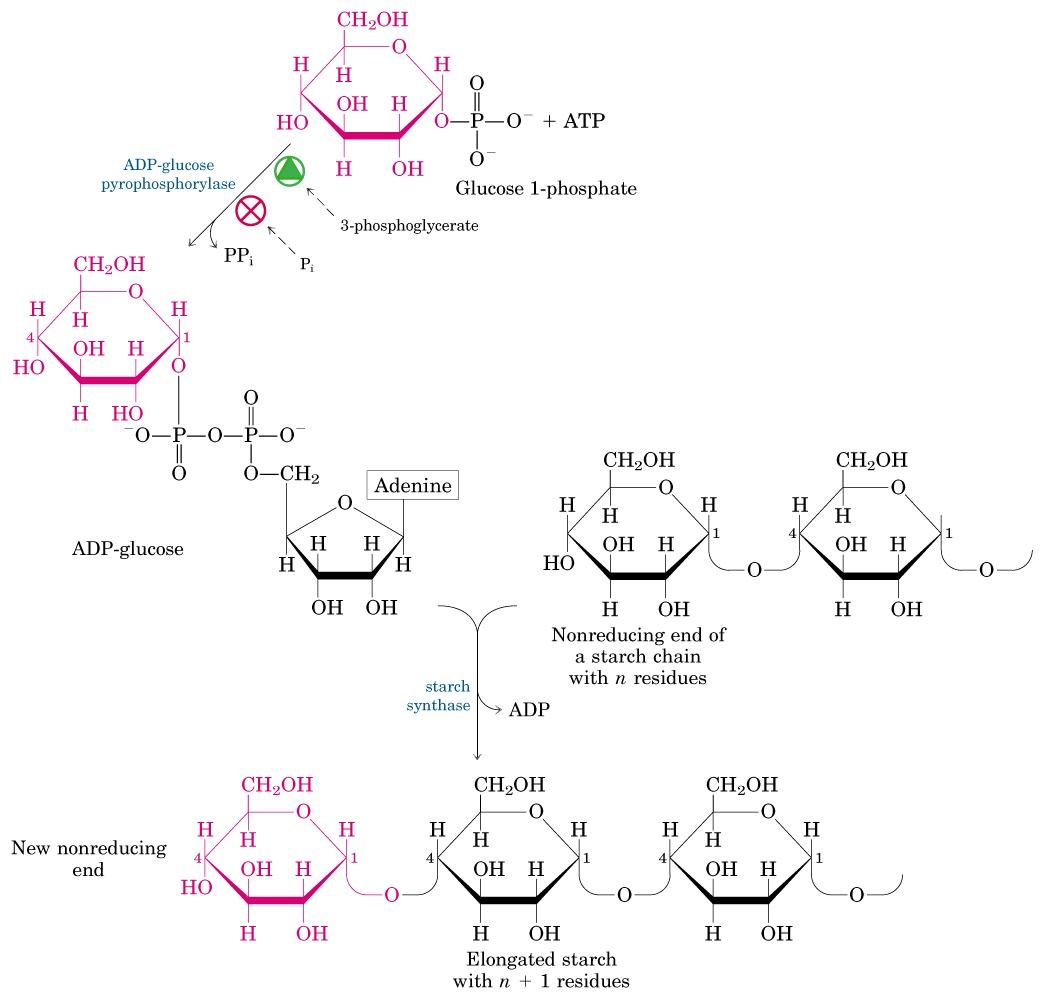 CH₂OH
O
H
H
H
OH
H
HO
O—P—O⁻ + ATP
O
O⁻
H
OH
Glucose 1-phosphate
ADP-glucose
pyrophosphorylase
3-phosphoglycerate
PPᵢ
Pᵢ
CH₂OH
O
H
H
H
4
1
OH
H
HO
O
H
HO
O
⁻O—P—O—P—O⁻
O
O—CH₂
Adenine
O
H
H
H
H
OH
OH
ADP-glucose
CH₂OH
O
H
H
H
1
OH
H
HO
O
H
OH
CH₂OH
O
H
H
4
1
OH
H
O
H
OH
Nonreducing end of
a starch chain
with n residues
starch
synthase
ADP
New nonreducing
end
CH₂OH
O
H
H
H
4
1
OH
H
HO
O
H
OH
CH₂OH
O
H
H
H
4
1
OH
H
O
H
OH
CH₂OH
O
H
H
H
4
1
OH
H
O
H
OH
Elongated starch
with n + 1 residues